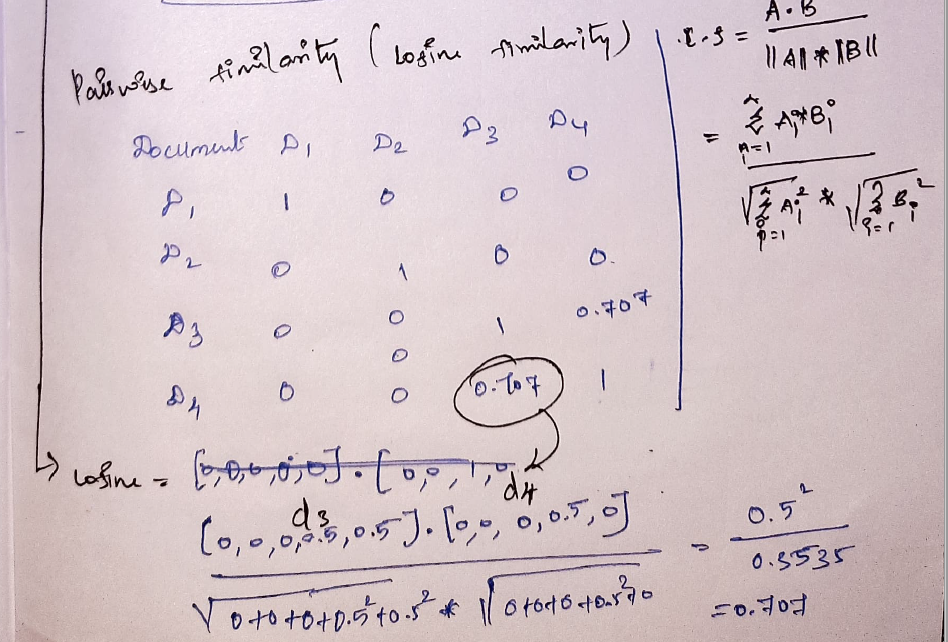 Pairwise similarity (Cosine similarity)
Documents D1 D2 D3 D4
D1 1 0 0 0
D2 0 1 0 0.
D3 0 0 1 0.707
0
D4 0 0 0.707 1
C.S = A.B
||A|| * ||B||
= Σ Ai*Bi
i=1
√Σ Ai² * √Σ Bi²
i=1 i=1
Cosine = [0,0,0,0,0].[0,0,1,0,
d3 d4
[0,0,0,0.5,0.5].[0,0,0,0.5,0] = 0.5²
√0+0+0+0.5²+0.5² * √0+0+0+0.5²+0 0.3535
=0.707